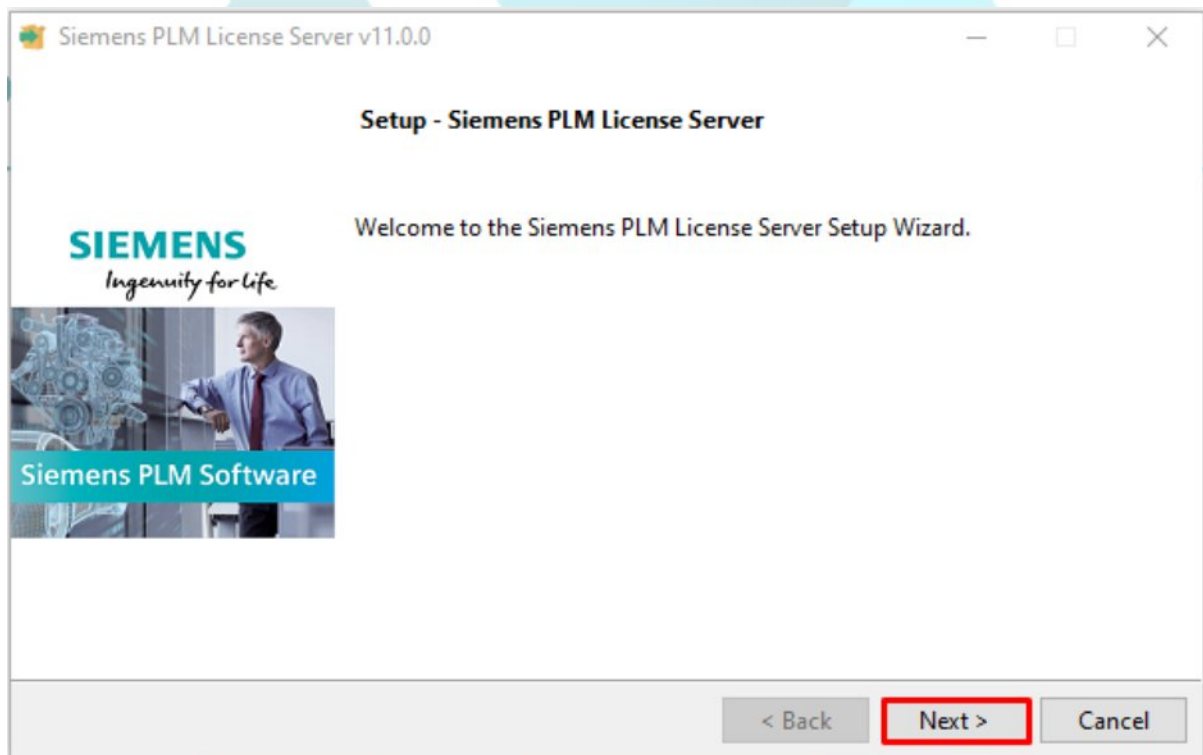 Siemens PLM License Server v11.0.0
Setup - Siemens PLM License Server
Welcome to the Siemens PLM License Server Setup Wizard.
SIEMENS
Ingenuity for life
Siemens PLM Software
< Back
Next >
Cancel